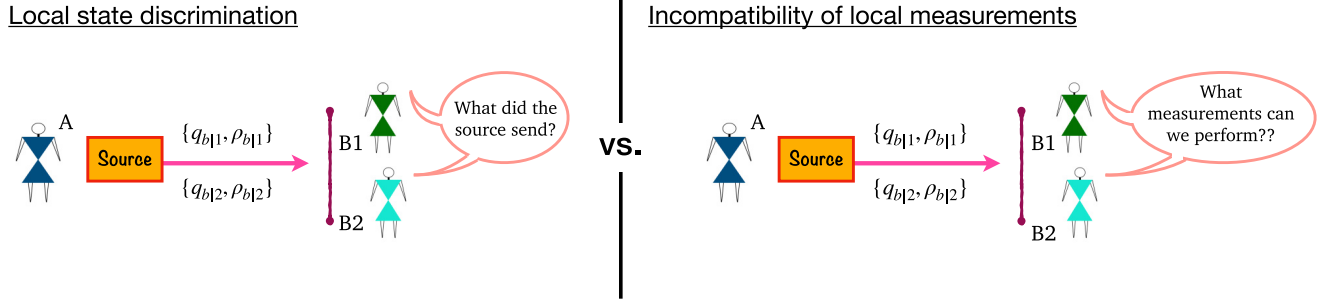 Local state discrimination
A
Source
{q_{b|1}, ρ_{b|1}}
{q_{b|2}, ρ_{b|2}}
B1
B2
What did the
source send?
vs.
Incompatibility of local measurements
A
Source
{q_{b|1}, ρ_{b|1}}
{q_{b|2}, ρ_{b|2}}
B1
B2
What
measurements can
we perform??